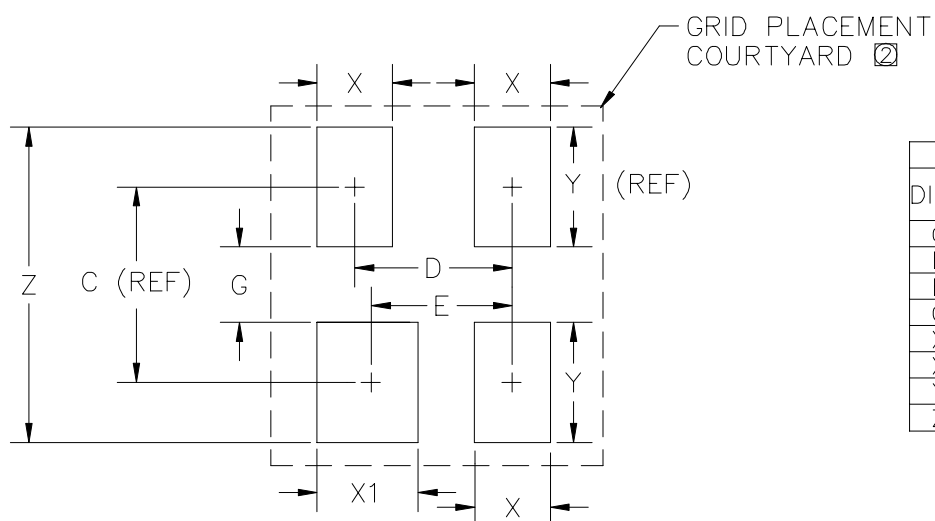 GRID PLACEMENT
COURTYARD ②
X
X
Y
(REF)
Z
C (REF)
G
D
E
Y
X1
X